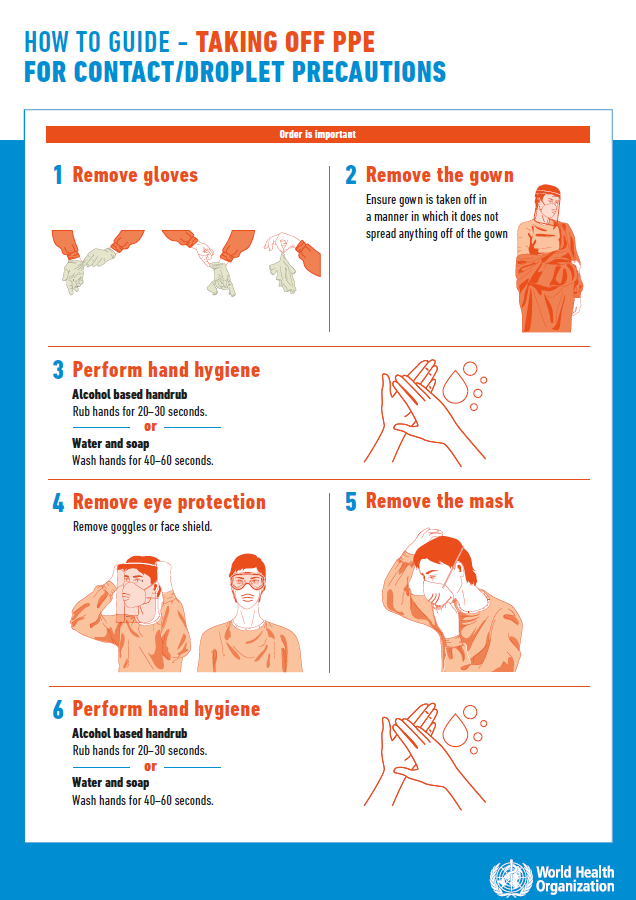 HOW TO GUIDE – TAKING OFF PPE
FOR CONTACT/DROPLET PRECAUTIONS
Order is important
1 Remove gloves
2 Remove the gown
Ensure gown is taken off in
a manner in which it does not
spread anything off of the gown
3 Perform hand hygiene
Alcohol based handrub
Rub hands for 20–30 seconds.
or
Water and soap
Wash hands for 40–60 seconds.
4 Remove eye protection
Remove goggles or face shield.
5 Remove the mask
6 Perform hand hygiene
Alcohol based handrub
Rub hands for 20–30 seconds.
or
Water and soap
Wash hands for 40–60 seconds.
World Health
Organization